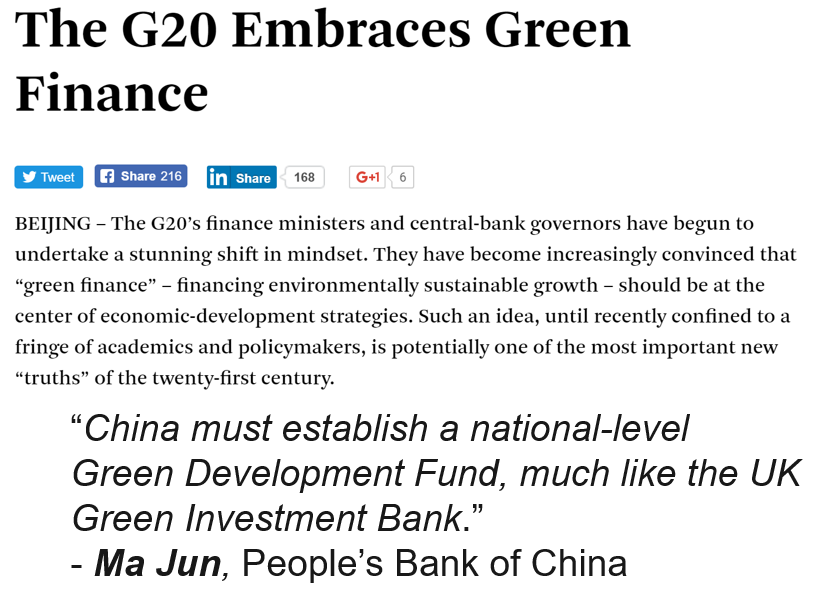 The G20 Embraces Green
Finance
Tweet Share 216 in Share 168 G+1 6
BEIJING – The G20's finance ministers and central-bank governors have begun to
undertake a stunning shift in mindset. They have become increasingly convinced that
“green finance” – financing environmentally sustainable growth – should be at the
center of economic-development strategies. Such an idea, until recently confined to a
fringe of academics and policymakers, is potentially one of the most important new
“truths” of the twenty-first century.
“China must establish a national-level
Green Development Fund, much like the UK
Green Investment Bank.”
- Ma Jun, People’s Bank of China